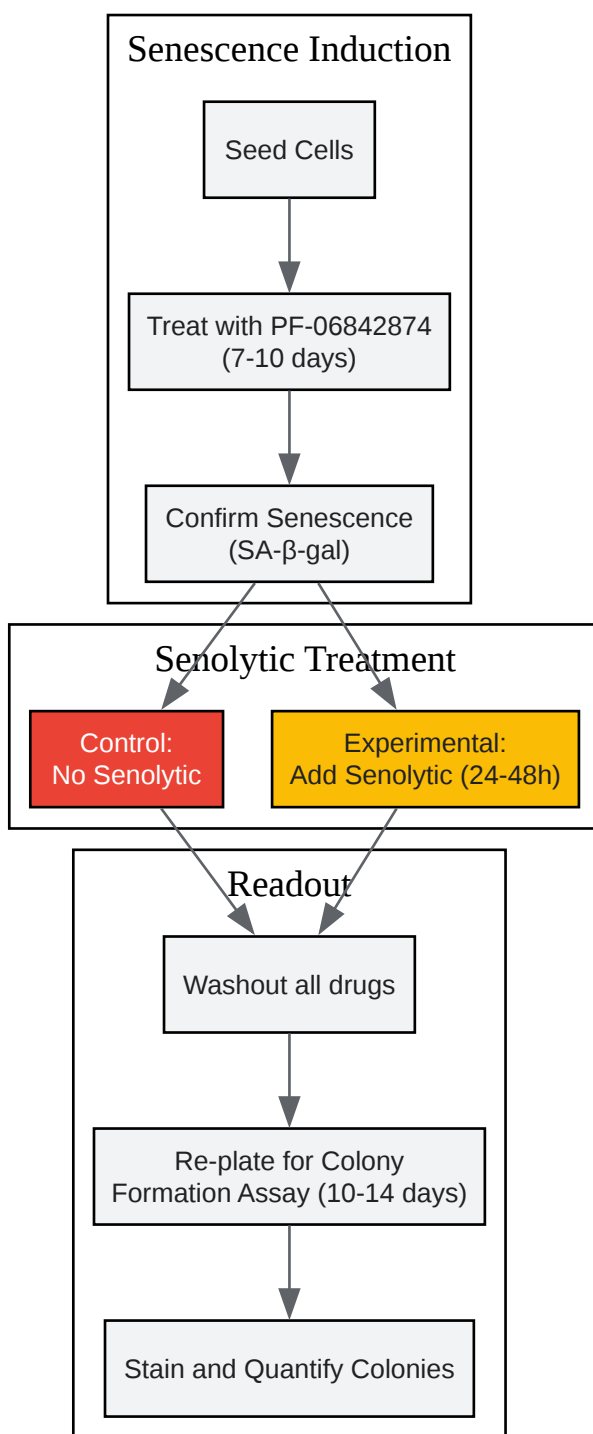 Senescence Induction
Seed Cells
Treat with PF-06842874
(7-10 days)
Confirm Senescence
(SA-β-gal)
Senolytic Treatment
Control:
No Senolytic
Experimental:
Add Senolytic (24-48h)
Readout
Washout all drugs
Re-plate for Colony
Formation Assay (10-14 days)
Stain and Quantify Colonies